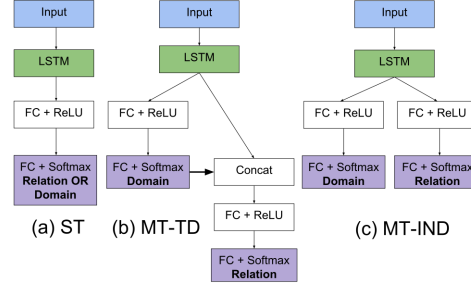 Input
LSTM
FC + ReLU
FC + Softmax
Relation OR
Domain
(a) ST
Input
LSTM
FC + ReLU
FC + Softmax
Domain
Concat
FC + ReLU
FC + Softmax
Relation
(b) MT-TD
Input
LSTM
FC + ReLU
FC + ReLU
FC + Softmax
Domain
FC + Softmax
Relation
(c) MT-IND